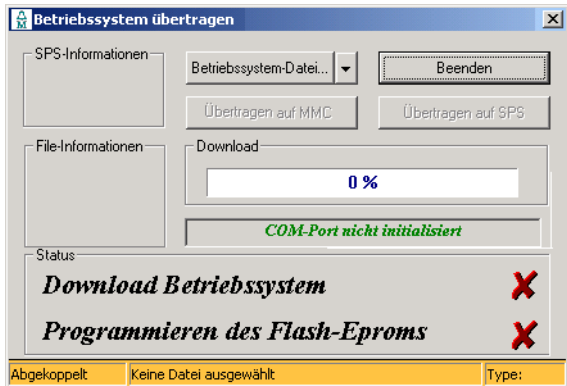 Betriebssystem übertragen
SPS-Informationen
Betriebssystem-Datei...
Beenden
Übertragen auf MMC
Übertragen auf SPS
File-Informationen
Download
0 %
COM-Port nicht initialisiert
Status
Download Betriebssystem
Programmieren des Flash-Eproms
Abgekoppelt
Keine Datei ausgewählt
Type: